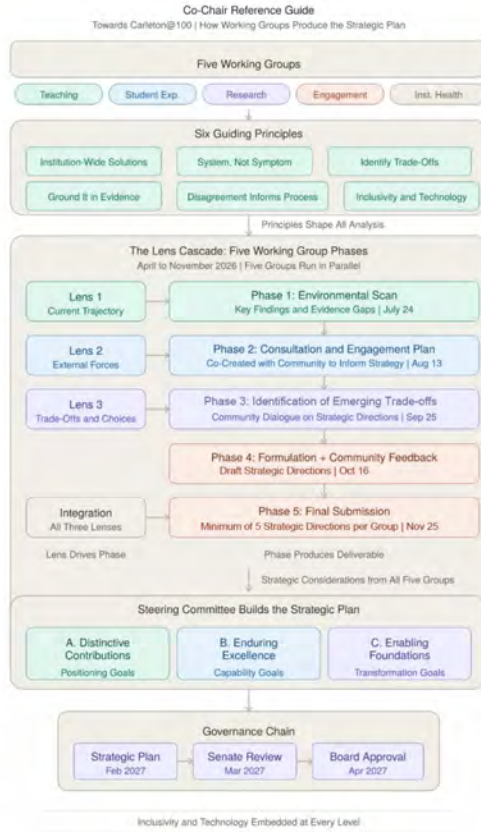 Co-Chair Reference Guide
Towards Carleton@100 | How Working Groups Produce the Strategic Plan
Five Working Groups
Teaching
Student Exp.
Research
Engagement
Inst. Health
Six Guiding Principles
Institution-Wide Solutions
System, Not Symptom
Identify Trade-Offs
Ground It in Evidence
Disagreement Informs Process
Inclusivity and Technology
Principles Shape All Analysis
The Lens Cascade: Five Working Group Phases
April to November 2026 | Five Groups Run in Parallel
Lens 1
Current Trajectory
Phase 1: Environmental Scan
Key Findings and Evidence Gaps | July 24
Lens 2
External Forces
Phase 2: Consultation and Engagement Plan
Co-Created with Community to Inform Strategy | Aug 13
Lens 3
Trade-Offs and Choices
Phase 3: Identification of Emerging Trade-offs
Community Dialogue on Strategic Directions | Sep 25
Phase 4: Formulation + Community Feedback
Draft Strategic Directions | Oct 16
Integration
All Three Lenses
Phase 5: Final Submission
Minimum of 5 Strategic Directions per Group | Nov 25
Lens Drives Phase
Phase Produces Deliverable
Strategic Considerations from All Five Groups
Steering Committee Builds the Strategic Plan
A. Distinctive
Contributions
Positioning Goals
B. Enduring
Excellence
Capability Goals
C. Enabling
Foundations
Transformation Goals
Governance Chain
Strategic Plan
Feb 2027
Senate Review
Mar 2027
Board Approval
Apr 2027
Inclusivity and Technology Embedded at Every Level